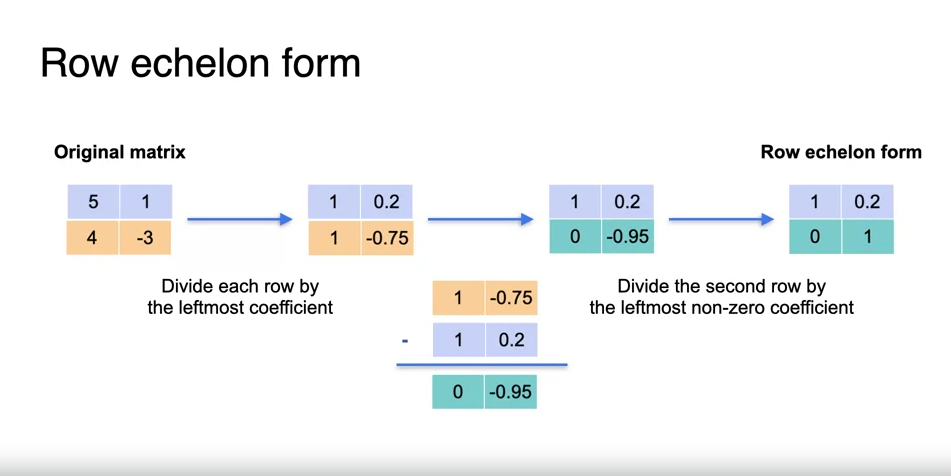 Row echelon form
Original matrix
Row echelon form
5 1
4 -3
1 0.2
1 -0.75
1 0.2
0 -0.95
1 0.2
0 1
Divide each row by
the leftmost coefficient
1 -0.75
- 1 0.2
0 -0.95
Divide the second row by
the leftmost non-zero coefficient